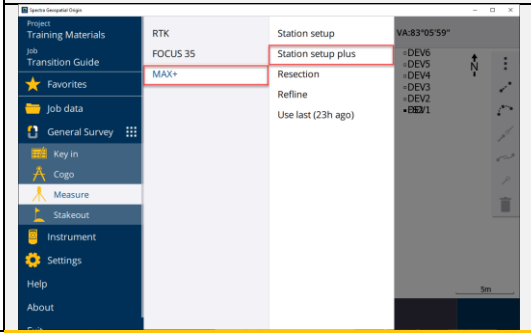 Spectra Geospatial Origin
Project
Training Materials
Job
Transition Guide
Favorites
Job data
General Survey
Key in
Cogo
Measure
Stakeout
Instrument
Settings
Help
About
Exit
RTK
FOCUS 35
MAX+
Station setup
Station setup plus
Resection
Refline
Use last (23h ago)
VA:83°05'59"
DEV6
DEV5
DEV4
DEV3
DEV2
N
5m